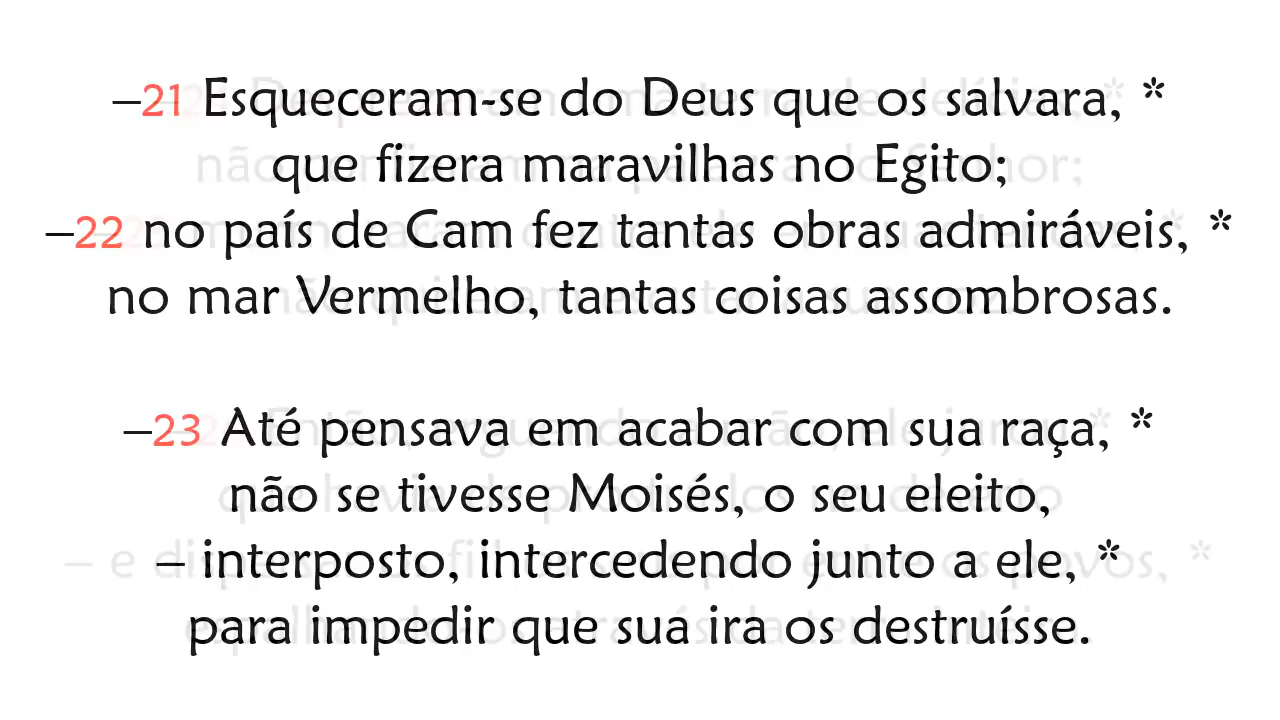 –21 Esqueceram-se do Deus que os salvara, *
que fizera maravilhas no Egito;
–22 no país de Cam fez tantas obras admiráveis, *
no mar Vermelho, tantas coisas assombrosas.
–23 Até pensava em acabar com sua raça, *
não se tivesse Moisés, o seu eleito,
– interposto, intercedendo junto a ele, *
para impedir que sua ira os destruísse.